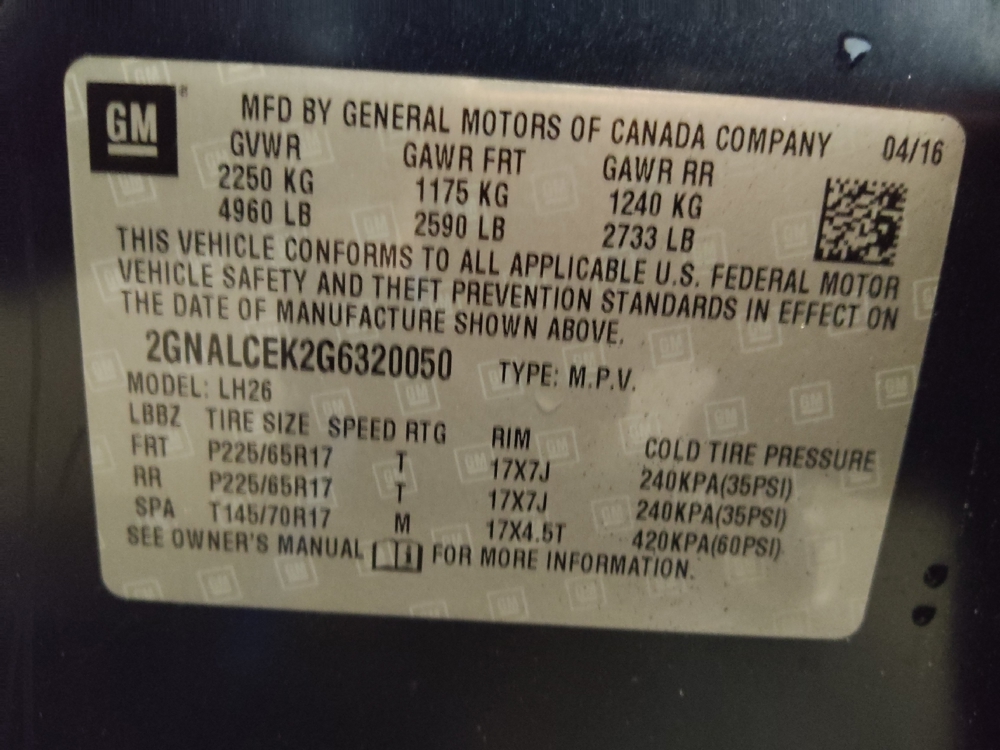 GM
MFD BY GENERAL MOTORS OF CANADA COMPANY 04/16
GVWR GAWR FRT GAWR RR
2250 KG 1175 KG 1240 KG
4960 LB 2590 LB 2733 LB
THIS VEHICLE CONFORMS TO ALL APPLICABLE U.S. FEDERAL MOTOR
VEHICLE SAFETY AND THEFT PREVENTION STANDARDS IN EFFECT ON
THE DATE OF MANUFACTURE SHOWN ABOVE.
2GNALCEK2G6320050 TYPE: M.P.V.
MODEL: LH26
LBBZ TIRE SIZE SPEED RTG RIM COLD TIRE PRESSURE
FRT P225/65R17 T 17X7J 240KPA(35PSI)
RR P225/65R17 T 17X7J 240KPA(35PSI)
SPA T145/70R17 M 17X4.5T 420KPA(60PSI)
SEE OWNER'S MANUAL FOR MORE INFORMATION.